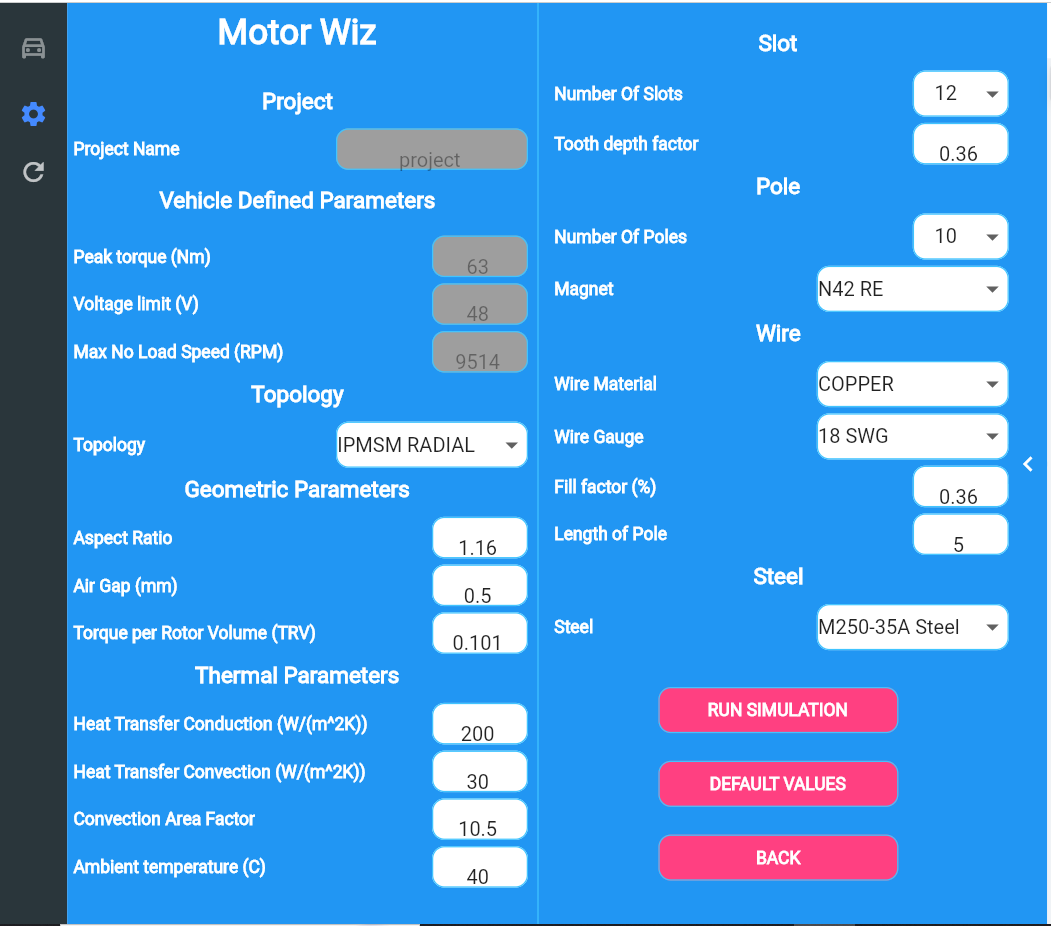 Motor Wiz
Project
Project Name project
Vehicle Defined Parameters
Peak torque (Nm) 63
Voltage limit (V) 48
Max No Load Speed (RPM) 9514
Topology
Topology IPMSM RADIAL
Geometric Parameters
Aspect Ratio 1.16
Air Gap (mm) 0.5
Torque per Rotor Volume (TRV) 0.101
Thermal Parameters
Heat Transfer Conduction (W/(m^2K)) 200
Heat Transfer Convection (W/(m^2K)) 30
Convection Area Factor 10.5
Ambient temperature (C) 40
Slot
Number Of Slots 12
Tooth depth factor 0.36
Pole
Number Of Poles 10
Magnet N42 RE
Wire
Wire Material COPPER
Wire Gauge 18 SWG
Fill factor (%) 0.36
Length of Pole 5
Steel
Steel M250-35A Steel
RUN SIMULATION
DEFAULT VALUES
BACK